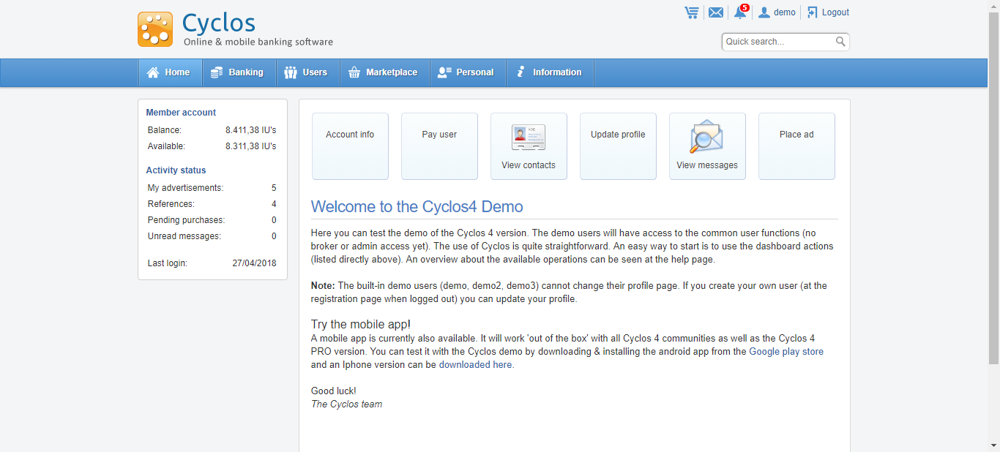 Cyclos
Online & mobile banking software
5
demo
Logout
Quick search...
Home
Banking
Users
Marketplace
Personal
Information
Member account
Balance: 8.411,38 IU's
Available: 8.311,38 IU's
Activity status
My advertisements: 5
References: 4
Pending purchases: 0
Unread messages: 0
Last login: 27/04/2018
Account info
Pay user
View contacts
Update profile
View messages
Place ad
Welcome to the Cyclos4 Demo
Here you can test the demo of the Cyclos 4 version. The demo users will have access to the common user functions (no
broker or admin access yet). The use of Cyclos is quite straightforward. An easy way to start is to use the dashboard actions
(listed directly above). An overview about the available operations can be seen at the help page.
Note: The built-in demo users (demo, demo2, demo3) cannot change their profile page. If you create your own user (at the
registration page when logged out) you can update your profile.
Try the mobile app!
A mobile app is currently also available. It will work 'out of the box' with all Cyclos 4 communities as well as the Cyclos 4
PRO version. You can test it with the Cyclos demo by downloading & installing the android app from the Google play store
and an Iphone version can be downloaded here.
Good luck!
The Cyclos team